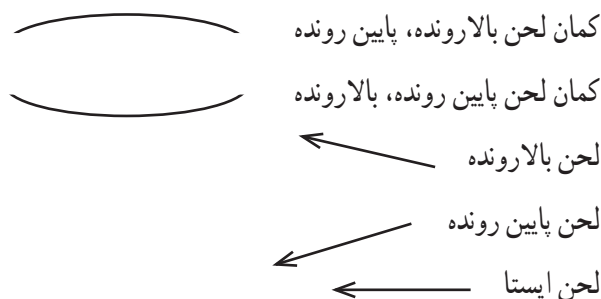 کمان لحن بالارونده، پایین رونده
کمان لحن پایین رونده، بالارونده
لحن بالارونده
لحن پایین رونده
لحن ایستا